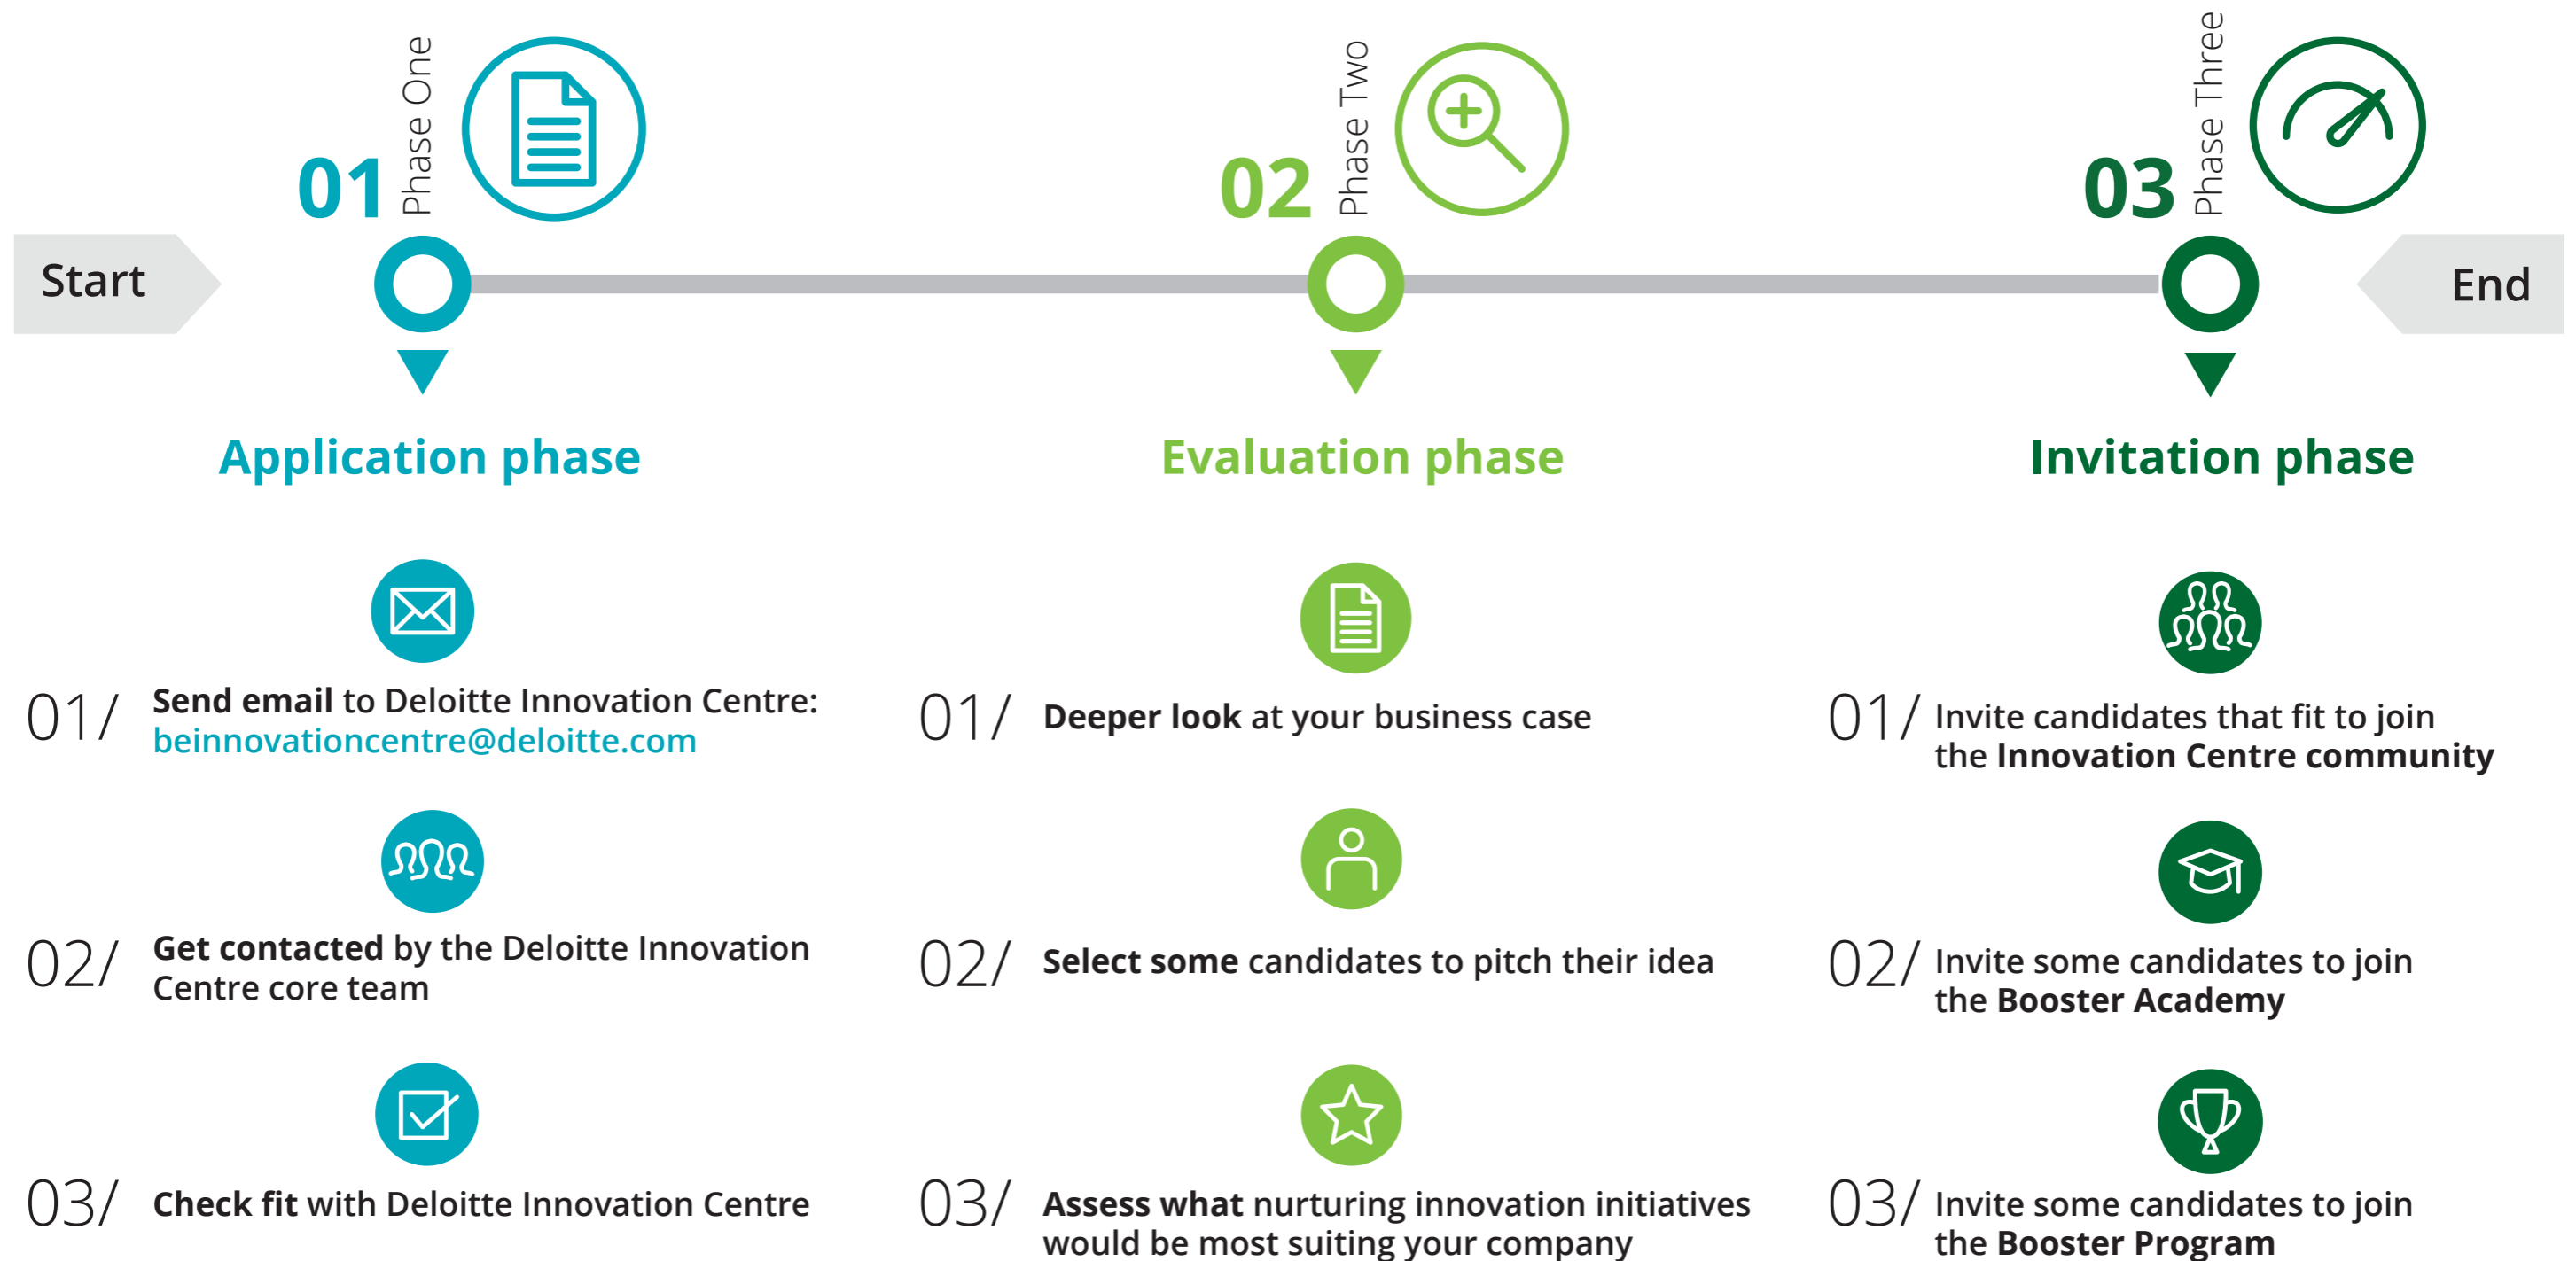 Start
01
Phase One
02
Phase Two
03
Phase Three
End
Application phase
01/
Send email to Deloitte Innovation Centre:
beinnovationcentre@deloitte.com
02/
Get contacted by the Deloitte Innovation
Centre core team
03/
Check fit with Deloitte Innovation Centre
Evaluation phase
01/
Deeper look at your business case
02/
Select some candidates to pitch their idea
03/
Assess what nurturing innovation initiatives
would be most suiting your company
Invitation phase
01/
Invite candidates that fit to join
the Innovation Centre community
02/
Invite some candidates to join
the Booster Academy
03/
Invite some candidates to join
the Booster Program